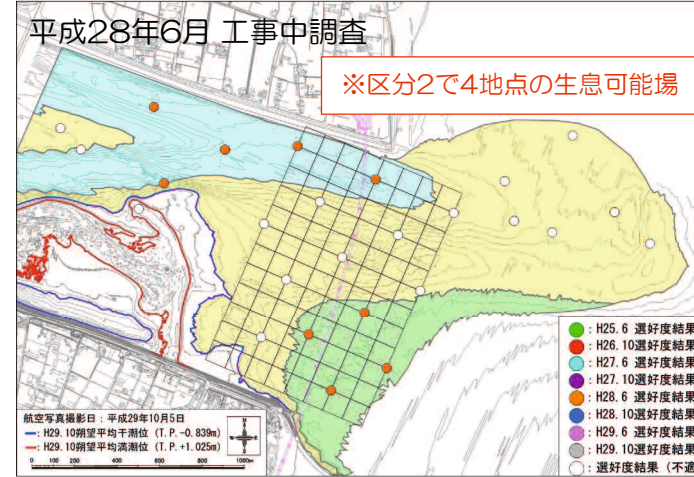 平成28年6月 工事中調査
※区分2で4地点の生息可能場
: H25.6 選好度結果
: H26.10選好度結果
: H27.6 選好度結果
: H27.10選好度結果
: H28.6 選好度結果
: H28.10選好度結果
: H29.6 選好度結果
: H29.10選好度結果
: 選好度結果（不適
航空写真撮影日：平成29年10月5日
: H29.10朔望平均干潮位（T.P.-0.839m）
: H29.10朔望平均満潮位（T.P.+1.025m）
N
W E
S
0 100 200 400 600 800 1000m